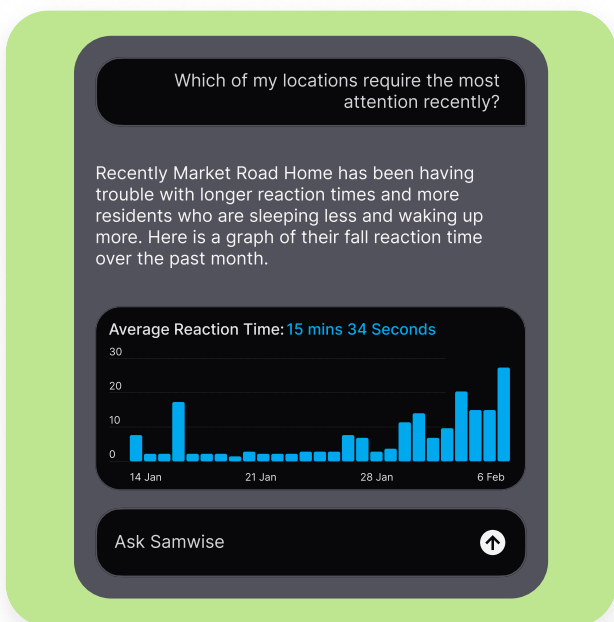 Which of my locations require the most
attention recently?
Recently Market Road Home has been having
trouble with longer reaction times and more
residents who are sleeping less and waking up
more. Here is a graph of their fall reaction time
over the past month.
Average Reaction Time: 15 mins 34 Seconds
30
20
10
0
14 Jan 21 Jan 28 Jan 6 Feb
Ask Samwise